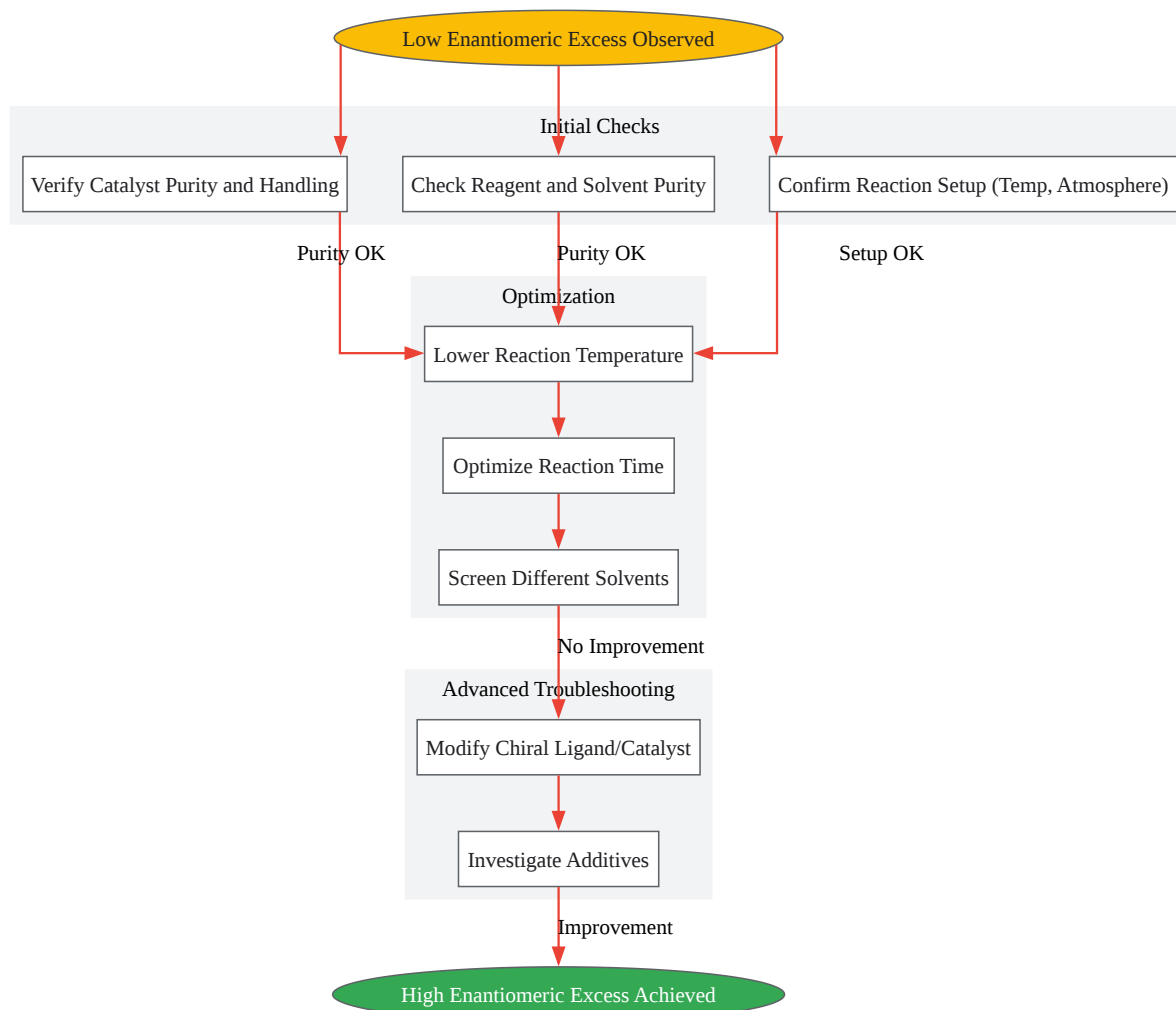 Low Enantiomeric Excess Observed
Initial Checks
Verify Catalyst Purity and Handling
Check Reagent and Solvent Purity
Confirm Reaction Setup (Temp, Atmosphere)
Purity OK
Purity OK
Setup OK
Optimization
Lower Reaction Temperature
Optimize Reaction Time
Screen Different Solvents
No Improvement
Advanced Troubleshooting
Modify Chiral Ligand/Catalyst
Investigate Additives
Improvement
High Enantiomeric Excess Achieved